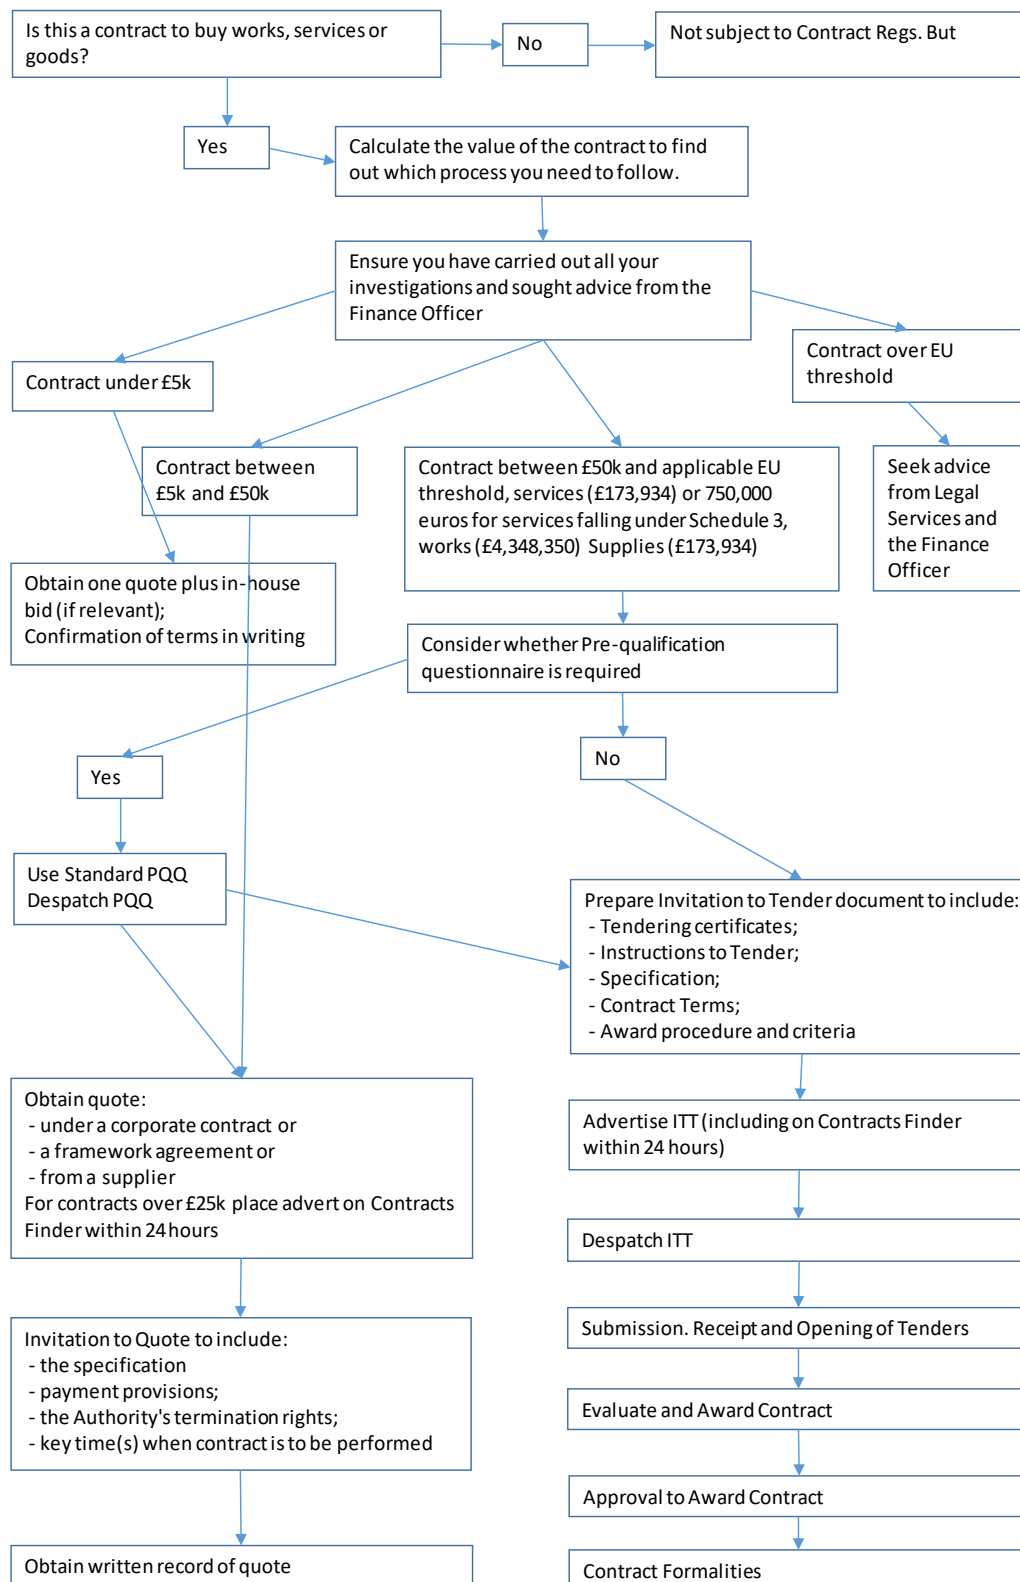 Is this a contract to buy works, services or
goods?
No
Not subject to Contract Regs. But
Yes
Calculate the value of the contract to find
out which process you need to follow.
Ensure you have carried out all your
investigations and sought advice from the
Finance Officer
Contract under £5k
Contract over EU
threshold
Contract between
£5k and £50k
Contract between £50k and applicable EU
threshold, services (£173,934) or 750,000
euros for services falling under Schedule 3,
works (£4,348,350) Supplies (£173,934)
Seek advice
from Legal
Services and
the Finance
Officer
Obtain one quote plus in-house
bid (if relevant);
Confirmation of terms in writing
Consider whether Pre-qualification
questionnaire is required
Yes
No
Use Standard PQQ
Despatch PQQ
Prepare Invitation to Tender document to include:
- Tendering certificates;
- Instructions to Tender;
- Specification;
- Contract Terms;
- Award procedure and criteria
Obtain quote:
- under a corporate contract or
- a framework agreement or
- from a supplier
For contracts over £25k place advert on Contracts
Finder within 24 hours
Advertise ITT (including on Contracts Finder
within 24 hours)
Despatch ITT
Invitation to Quote to include:
- the specification
- payment provisions;
- the Authority's termination rights;
- key time(s) when contract is to be performed
Submission. Receipt and Opening of Tenders
Evaluate and Award Contract
Approval to Award Contract
Obtain written record of quote
Contract Formalities